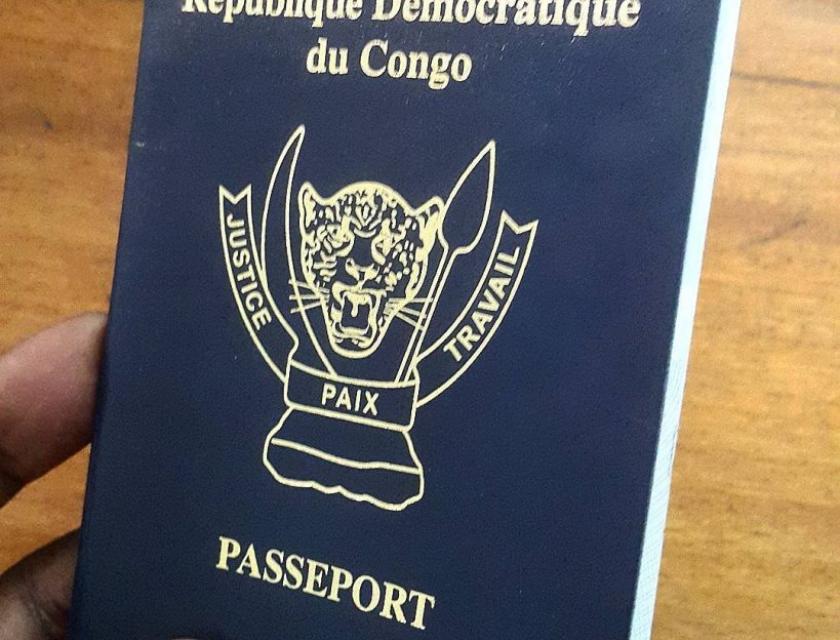 République Démocratique
du Congo
JUSTICE
PAIX
TRAVAIL
PASSEPORT